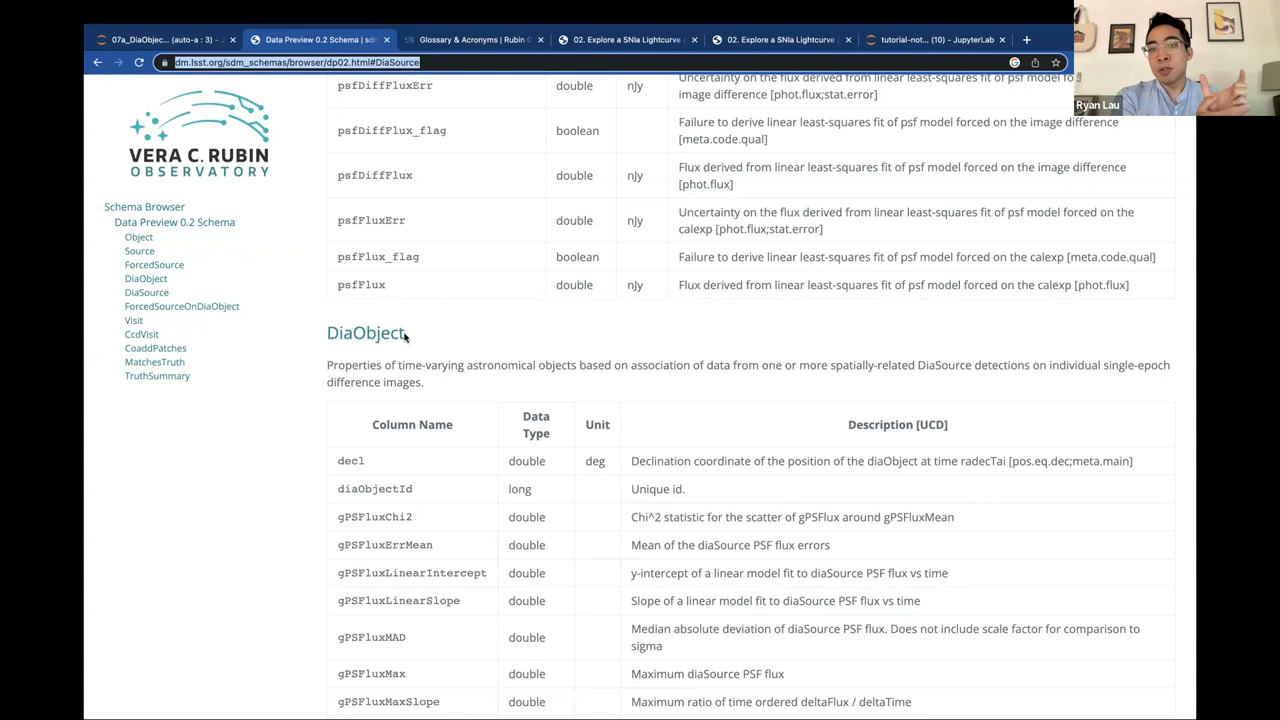 07a_DiaObjec... (auto-a : 3) -
Data Preview 0.2 Schema | sdm
Glossary & Acronyms | Rubin
02. Explore a SNIa Lightcurve
02. Explore a SNIa Lightcurve
tutorial-not... (10) - JupyterLab
dm.lsst.org/sdm_schemas/browser/dp02.html#DiaSource
Ryan Lau
VERA C. RUBIN
OBSERVATORY
Schema Browser
Data Preview 0.2 Schema
Object
Source
ForcedSource
DiaObject
DiaSource
ForcedSourceOnDiaObject
Visit
CcdVisit
CoaddPatches
MatchesTruth
TruthSummary
psfDiffFluxErr double nJy Uncertainty on the flux derived from linear least-squares fit of psf model fo
image difference [phot.flux;stat.error]
psfDiffFlux_flag boolean Failure to derive linear least-squares fit of psf model forced on the image difference
[meta.code.qual]
psfDiffFlux double nJy Flux derived from linear least-squares fit of psf model forced on the image difference
[phot.flux]
psfFluxErr double nJy Uncertainty on the flux derived from linear least-squares fit of psf model forced on the
calexp [phot.flux;stat.error]
psfFlux_flag boolean Failure to derive linear least-squares fit of psf model forced on the calexp [meta.code.qual]
psfFlux double nJy Flux derived from linear least-squares fit of psf model forced on the calexp [phot.flux]
DiaObject
Properties of time-varying astronomical objects based on association of data from one or more spatially-related DiaSource detections on individual single-epoch
difference images.
Column Name Data Type Unit Description [UCD]
decl double deg Declination coordinate of the position of the diaObject at time radecTai [pos.eq.dec;meta.main]
diaObjectId long Unique id.
gPSFluxChi2 double Chi^2 statistic for the scatter of gPSFlux around gPSFluxMean
gPSFluxErrMean double Mean of the diaSource PSF flux errors
gPSFluxLinearIntercept double y-intercept of a linear model fit to diaSource PSF flux vs time
gPSFluxLinearSlope double Slope of a linear model fit to diaSource PSF flux vs time
gPSFluxMAD double Median absolute deviation of diaSource PSF flux. Does not include scale factor for comparison to
sigma
gPSFluxMax double Maximum diaSource PSF flux
gPSFluxMaxSlope double Maximum ratio of time ordered deltaFlux / deltaTime